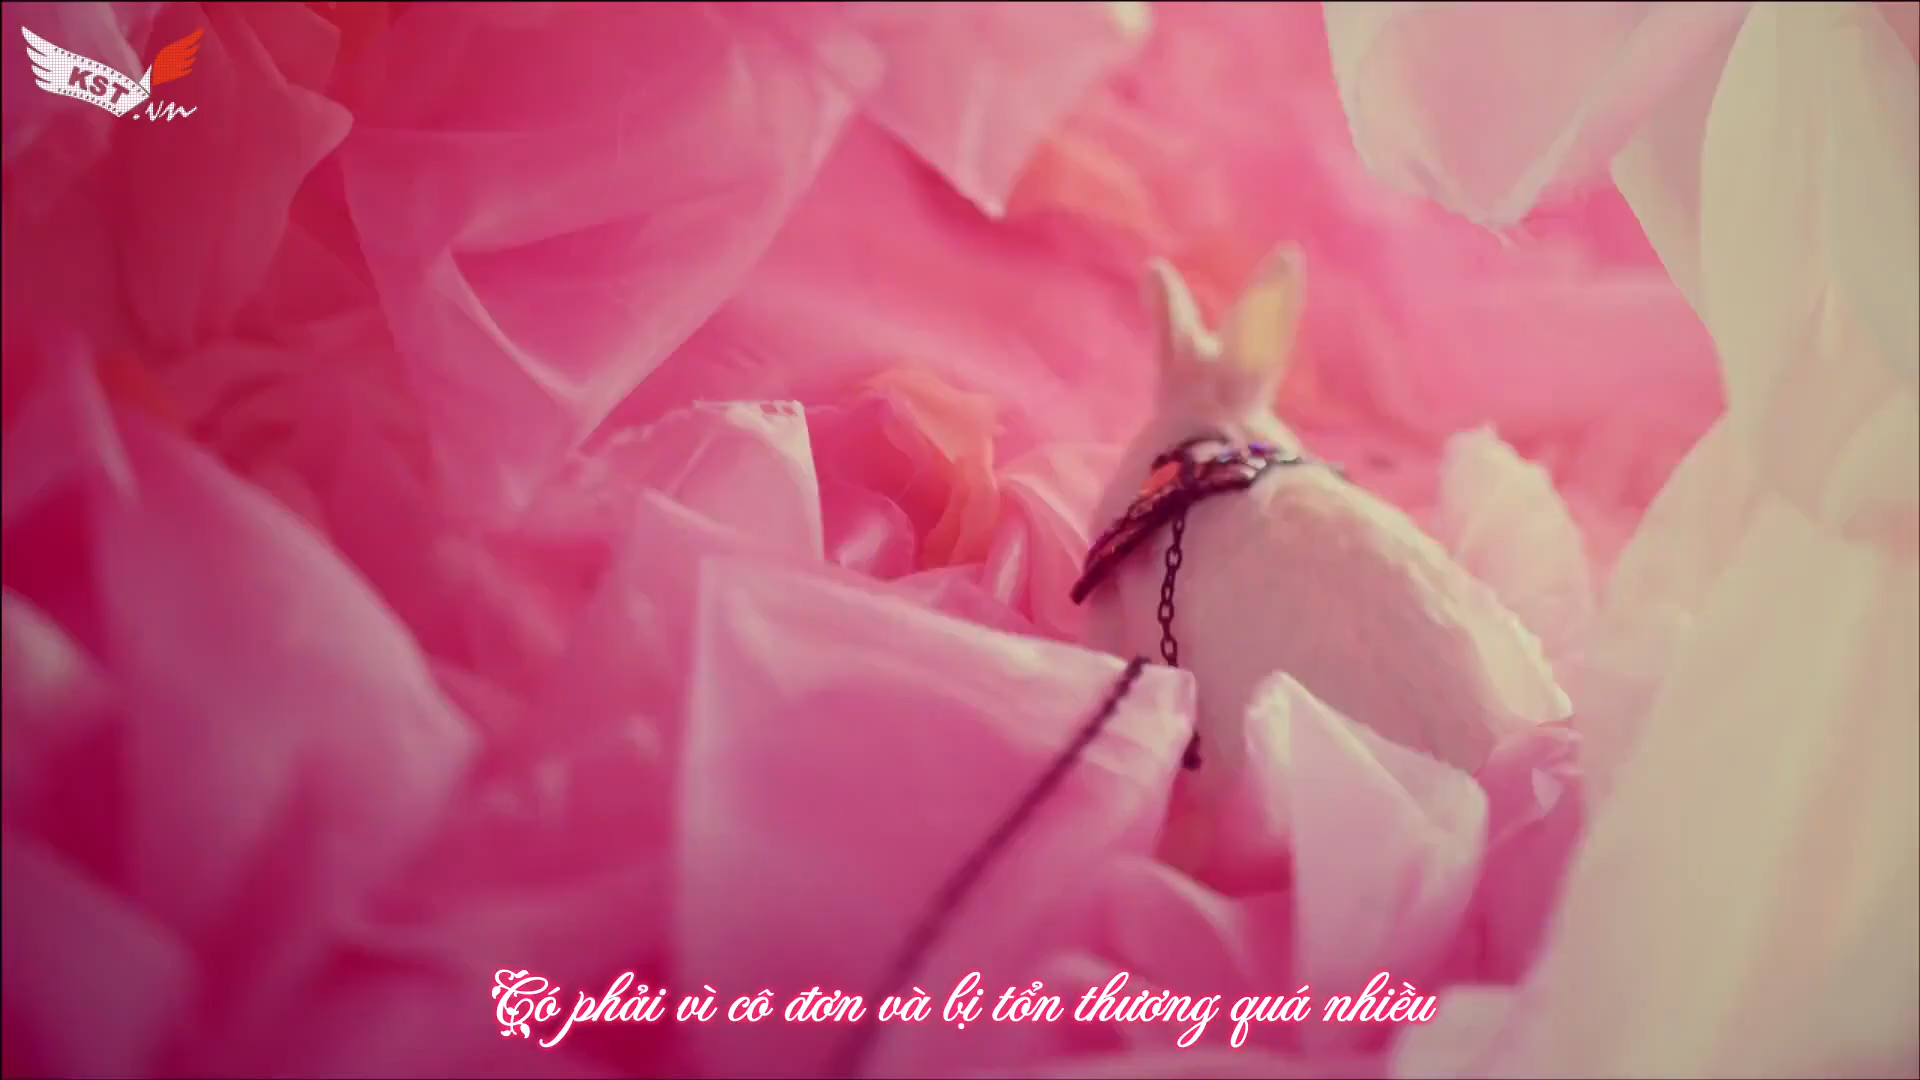 KST.vn
Có phải vì cô đơn và bị tổn thương quá nhiều